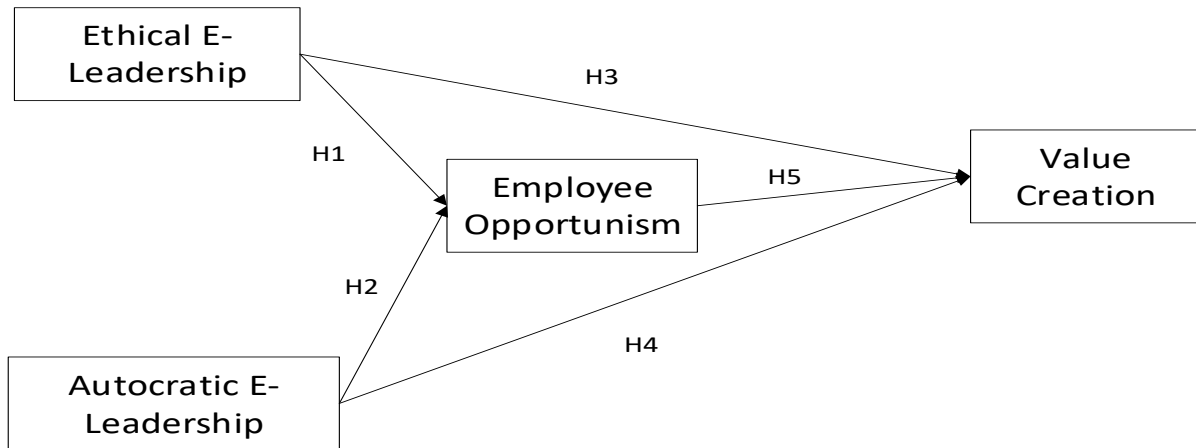 Ethical E-
Leadership
H3
H1
Value
Creation
Employee
Opportunism
H5
H2
H4
Autocratic E-
Leadership